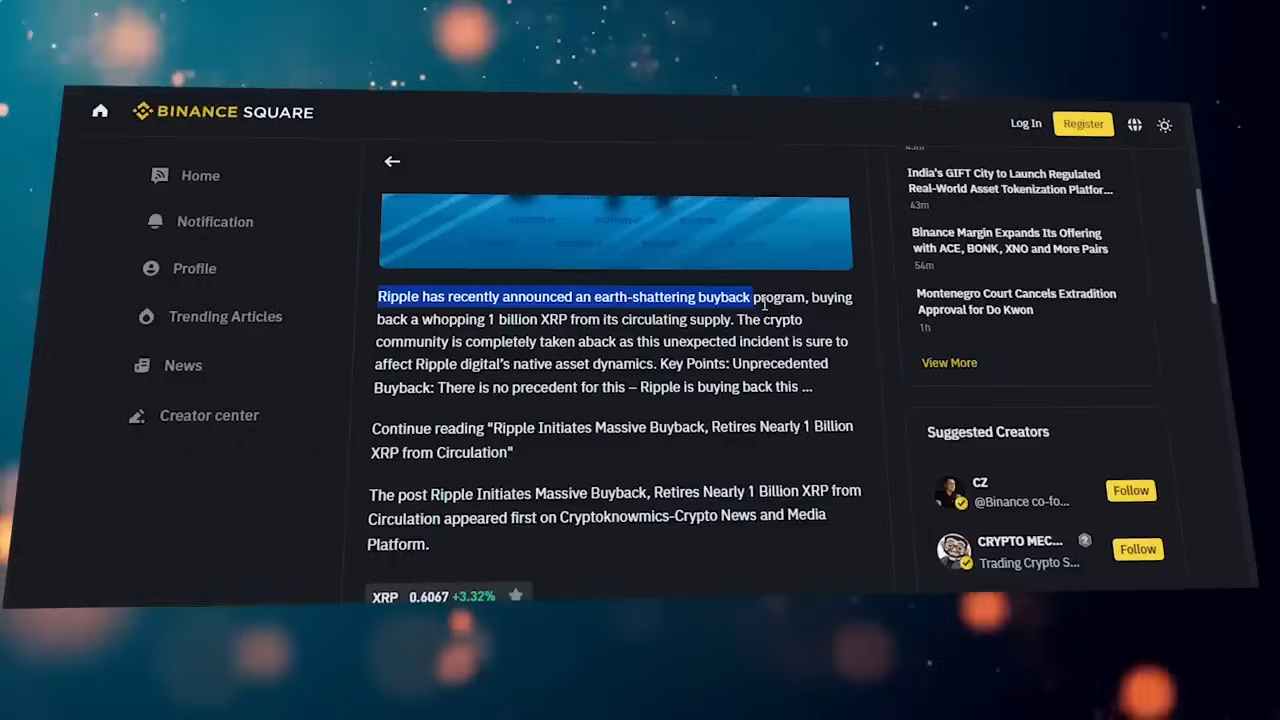 BINANCE SQUARE
Log In
Register
Home
Notification
Profile
Trending Articles
News
Creator center
Ripple has recently announced an earth-shattering buyback program, buying
back a whopping 1 billion XRP from its circulating supply. The crypto
community is completely taken aback as this unexpected incident is sure to
affect Ripple digital's native asset dynamics. Key Points: Unprecedented
Buyback: There is no precedent for this – Ripple is buying back this ...
Continue reading "Ripple Initiates Massive Buyback, Retires Nearly 1 Billion
XRP from Circulation"
The post Ripple Initiates Massive Buyback, Retires Nearly 1 Billion XRP from
Circulation appeared first on Cryptoknowmics-Crypto News and Media
Platform.
XRP 0.6067 +3.32%
India's GIFT City to Launch Regulated
Real-World Asset Tokenization Platfor...
43m
Binance Margin Expands Its Offering
with ACE, BONK, XNO and More Pairs
54m
Montenegro Court Cancels Extradition
Approval for Do Kwon
1h
View More
Suggested Creators
CZ
@Binance co-fo...
Follow
CRYPTO MEC...
Trading Crypto S...
Follow